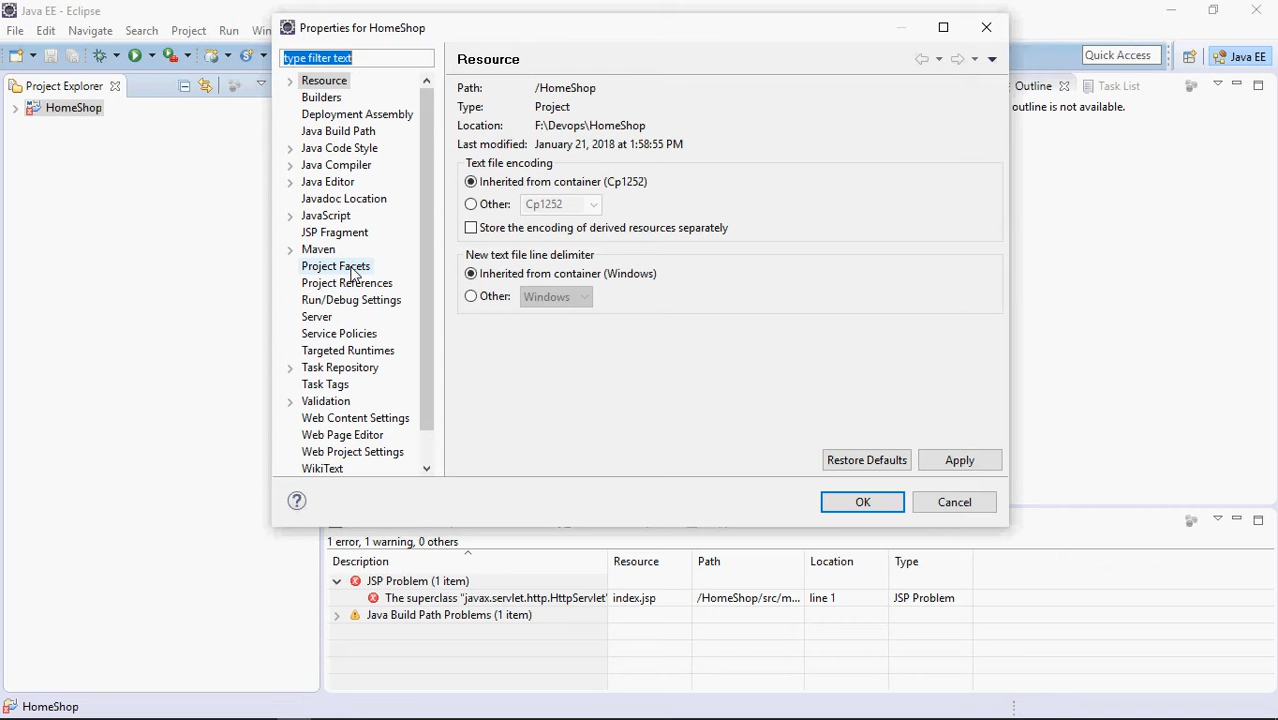 Java EE - Eclipse
File Edit Navigate Search Project Run Win
Quick Access
Java EE
Project Explorer
HomeShop
Properties for HomeShop
type filter text
Resource
Builders
Deployment Assembly
Java Build Path
Java Code Style
Java Compiler
Java Editor
Javadoc Location
JavaScript
JSP Fragment
Maven
Project Facets
Project References
Run/Debug Settings
Server
Service Policies
Targeted Runtimes
Task Repository
Task Tags
Validation
Web Content Settings
Web Page Editor
Web Project Settings
WikiText
Resource
Path: /HomeShop
Type: Project
Location: F:\Devops\HomeShop
Last modified: January 21, 2018 at 1:58:55 PM
Text file encoding
Inherited from container (Cp1252)
Other: Cp1252
Store the encoding of derived resources separately
New text file line delimiter
Inherited from container (Windows)
Other: Windows
Restore Defaults Apply
OK Cancel
Outline Task List
outline is not available.
1 error, 1 warning, 0 others
Description Resource Path Location Type
JSP Problem (1 item)
The superclass "javax.servlet.http.HttpServlet" index.jsp /HomeShop/src/m... line 1 JSP Problem
Java Build Path Problems (1 item)
HomeShop